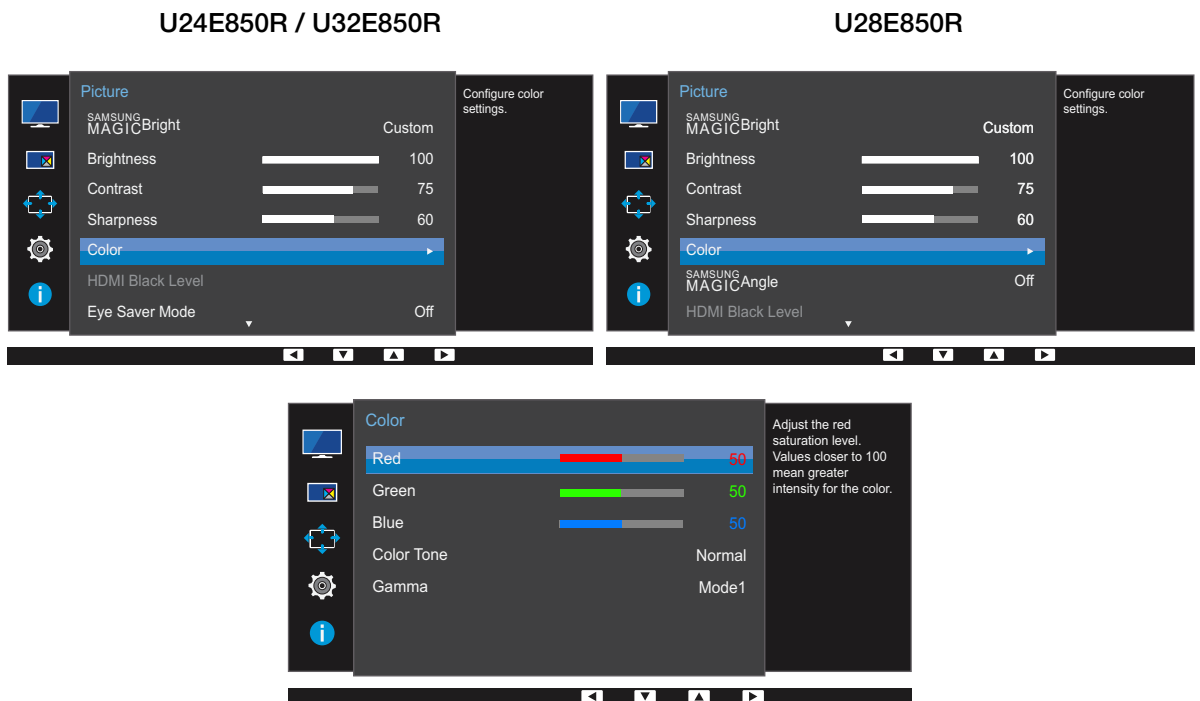 U24E850R / U32E850R
Picture
SAMSUNG
MAGICBright Custom
Brightness 100
Contrast 75
Sharpness 60
Color
HDMI Black Level
Eye Saver Mode Off
Configure color
settings.
U28E850R
Picture
SAMSUNG
MAGICBright Custom
Brightness 100
Contrast 75
Sharpness 60
Color
SAMSUNG
MAGICAngle Off
HDMI Black Level
Configure color
settings.
Color
Red 50
Green 50
Blue 50
Color Tone Normal
Gamma Mode1
Adjust the red
saturation level.
Values closer to 100
mean greater
intensity for the color.